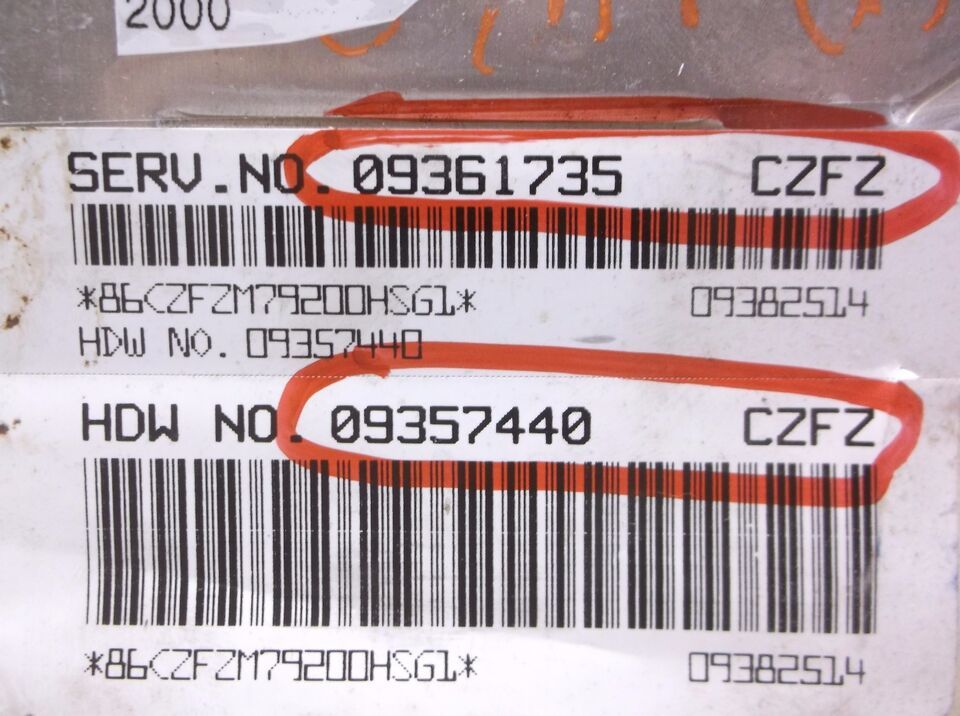 2000
SERV.NO. 09361735 CZFZ
*86CZFZM79200HSG1* 09382514
HDW NO. 09357440
HDW NO. 09357440 CZFZ
*86CZFZM79200HSG1* 09382514